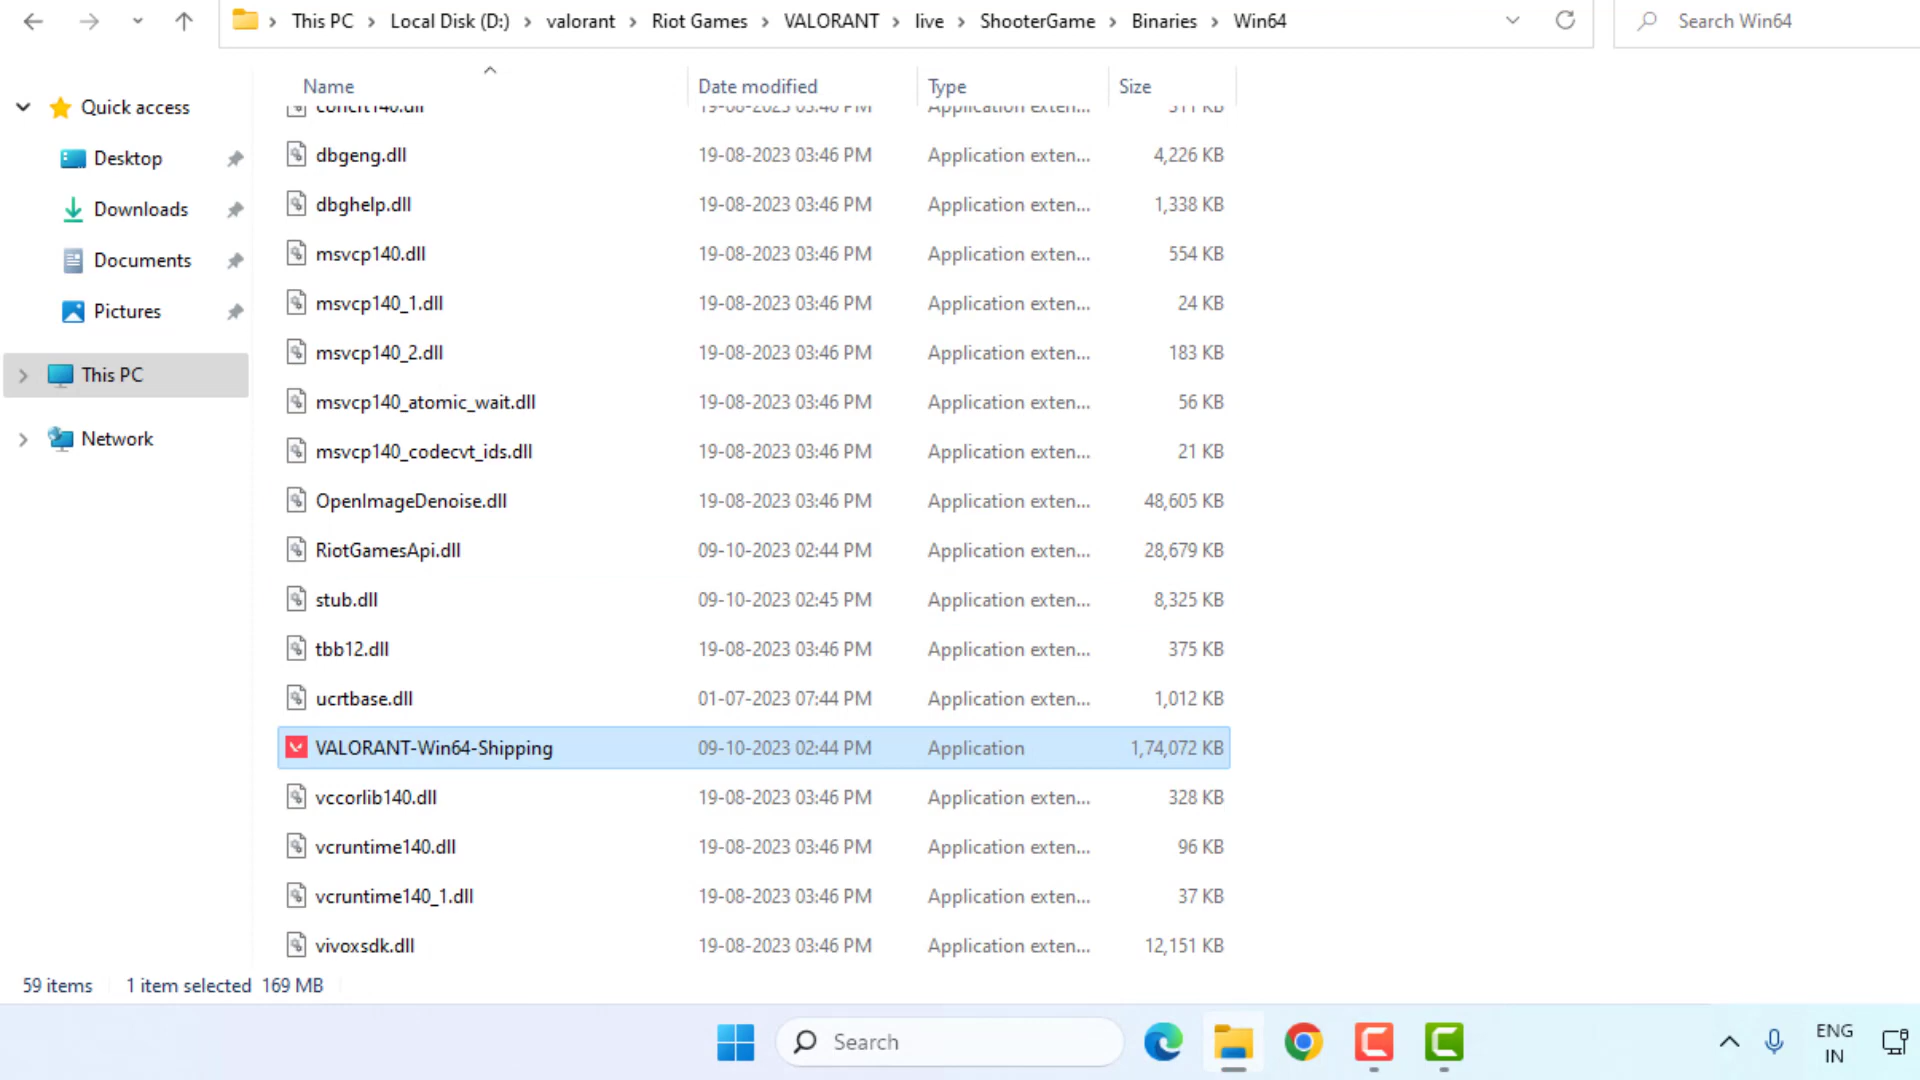 This PC > Local Disk (D:) > valorant > Riot Games > VALORANT > live > ShooterGame > Binaries > Win64
Search Win64
Name Date modified Type Size
Quick access
Desktop
Downloads
Documents
Pictures
This PC
Network
concrt140.dll 19-08-2023 03:46 PM Application exten... 311 KB
dbgeng.dll 19-08-2023 03:46 PM Application exten... 4,226 KB
dbghelp.dll 19-08-2023 03:46 PM Application exten... 1,338 KB
msvcp140.dll 19-08-2023 03:46 PM Application exten... 554 KB
msvcp140_1.dll 19-08-2023 03:46 PM Application exten... 24 KB
msvcp140_2.dll 19-08-2023 03:46 PM Application exten... 183 KB
msvcp140_atomic_wait.dll 19-08-2023 03:46 PM Application exten... 56 KB
msvcp140_codecvt_ids.dll 19-08-2023 03:46 PM Application exten... 21 KB
OpenImageDenoise.dll 19-08-2023 03:46 PM Application exten... 48,605 KB
RiotGamesApi.dll 09-10-2023 02:44 PM Application exten... 28,679 KB
stub.dll 09-10-2023 02:45 PM Application exten... 8,325 KB
tbb12.dll 19-08-2023 03:46 PM Application exten... 375 KB
ucrtbase.dll 01-07-2023 07:44 PM Application exten... 1,012 KB
VALORANT-Win64-Shipping 09-10-2023 02:44 PM Application 1,74,072 KB
vccorlib140.dll 19-08-2023 03:46 PM Application exten... 328 KB
vcruntime140.dll 19-08-2023 03:46 PM Application exten... 96 KB
vcruntime140_1.dll 19-08-2023 03:46 PM Application exten... 37 KB
vivoxsdk.dll 19-08-2023 03:46 PM Application exten... 12,151 KB
59 items 1 item selected 169 MB
Search
ENG
IN